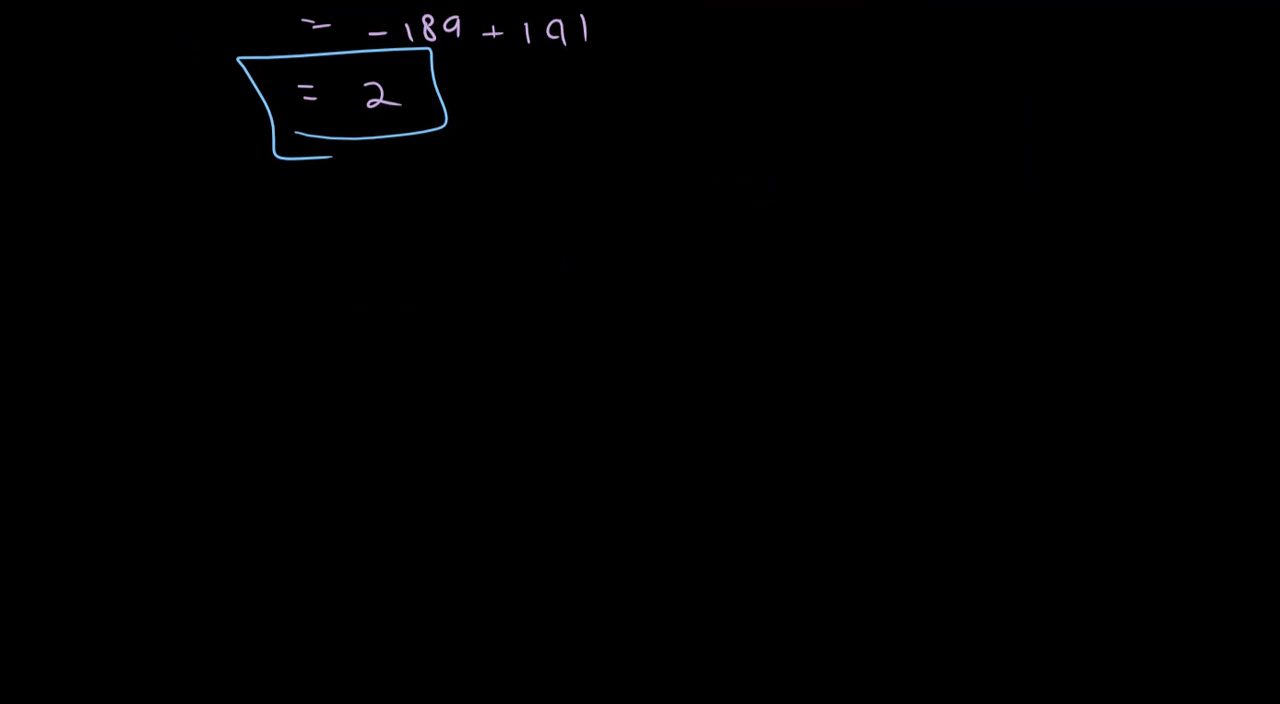 = -189 + 191
= 2